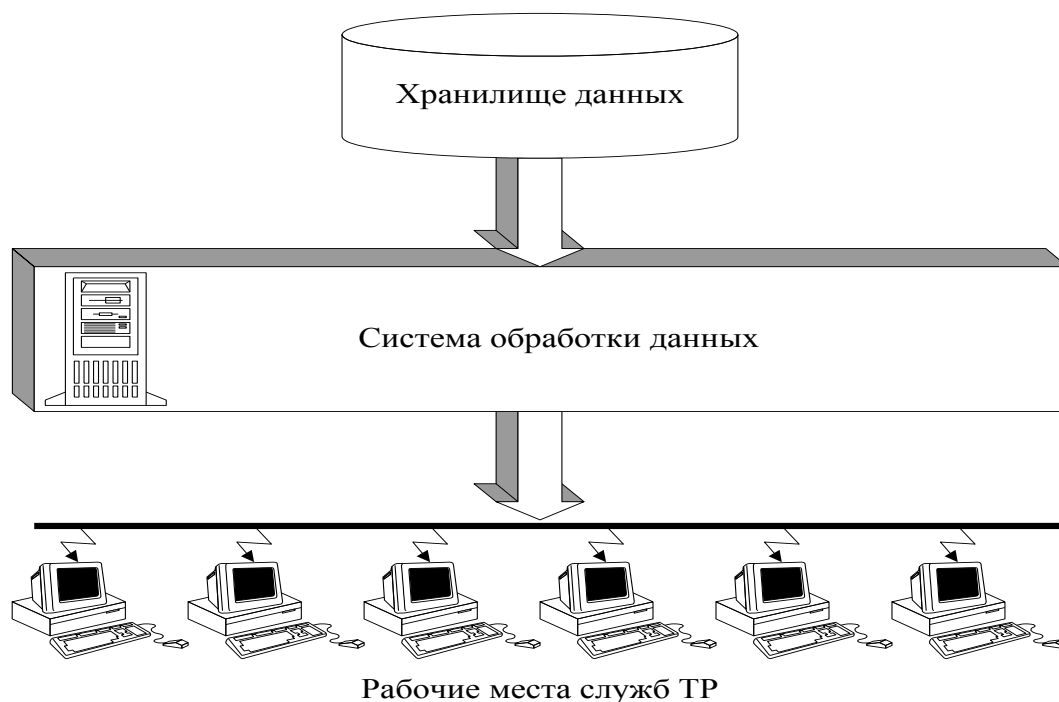 Хранилище данных
Система обработки данных
Рабочие места служб ТР